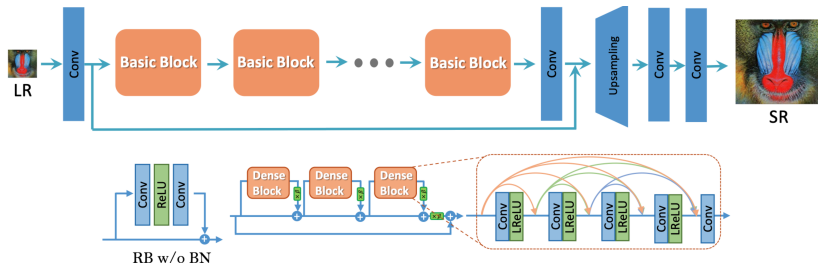 LR
Conv
Basic Block
Basic Block
Basic Block
Conv
Upsampling
Conv
Conv
SR
Conv
ReLU
Conv
RB w/o BN
Dense
Block
×β
Dense
Block
×β
Dense
Block
×β
×β
Conv
LReLU
Conv
LReLU
Conv
LReLU
Conv
LReLU
Conv